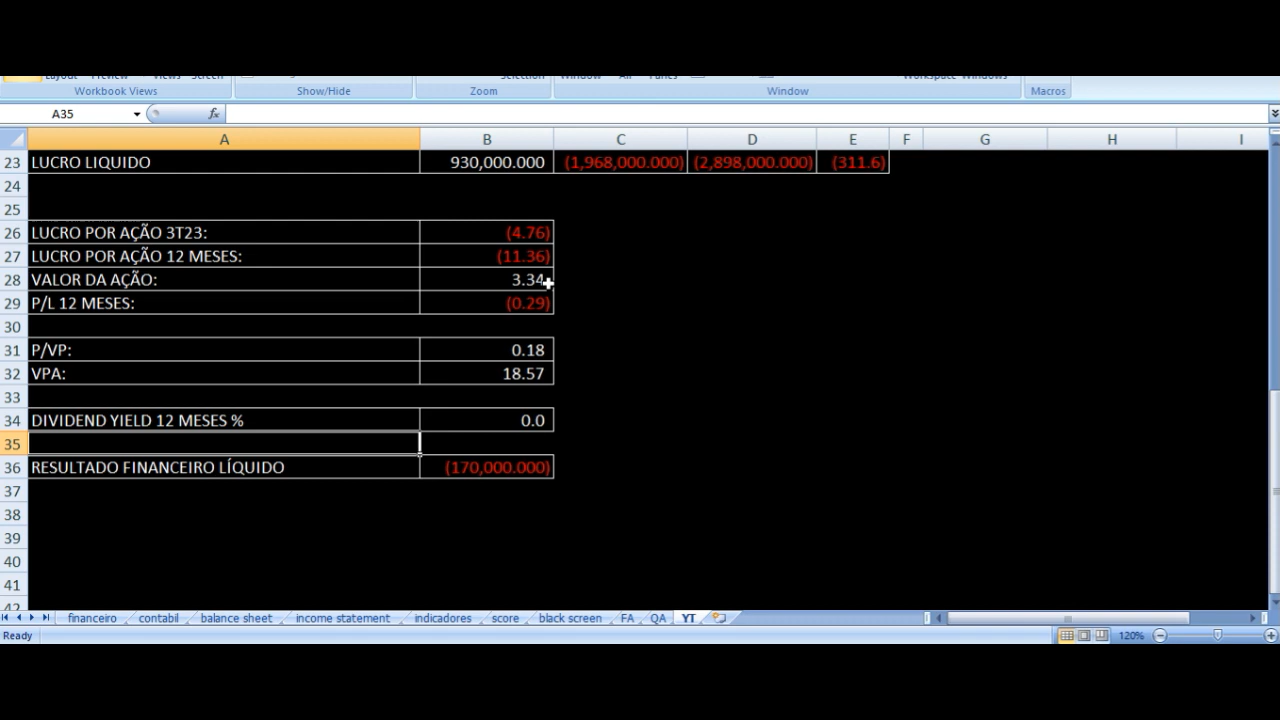 Workbook Views Show/Hide Zoom Window Macros
A35 fx
A B C D E F G H I
23 LUCRO LIQUIDO 930,000.000 (1,968,000.000) (2,898,000.000) (311.6)
24
25
26 LUCRO POR AÇÃO 3T23: (4.76)
27 LUCRO POR AÇÃO 12 MESES: (11.36)
28 VALOR DA AÇÃO: 3.34
29 P/L 12 MESES: (0.29)
30
31 P/VP: 0.18
32 VPA: 18.57
33
34 DIVIDEND YIELD 12 MESES % 0.0
35
36 RESULTADO FINANCEIRO LÍQUIDO (170,000.000)
37
38
39
40
41
42
financeiro contabil balance sheet income statement indicadores score black screen FA QA YT
Ready 120%